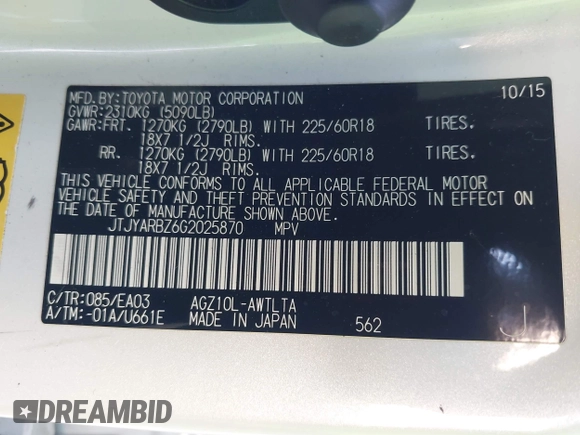 MFD.BY:TOYOTA MOTOR CORPORATION 10/15
GVWR:2310KG (5090LB)
GAWR:FRT. 1270KG (2790LB) WITH 225/60R18 TIRES.
18X7 1/2J RIMS.
RR. 1270KG (2790LB) WITH 225/60R18 TIRES.
18X7 1/2J RIMS.
THIS VEHICLE CONFORMS TO ALL APPLICABLE FEDERAL MOTOR
VEHICLE SAFETY AND THEFT PREVENTION STANDARDS IN EFFECT ON
THE DATE OF MANUFACTURE SHOWN ABOVE.
JTJYARBZ6G2025870 MPV
C/TR:085/EA03 AGZ10L-AWTLTA
A/TM:-01A/U661E MADE IN JAPAN 562 J
DREAMBID